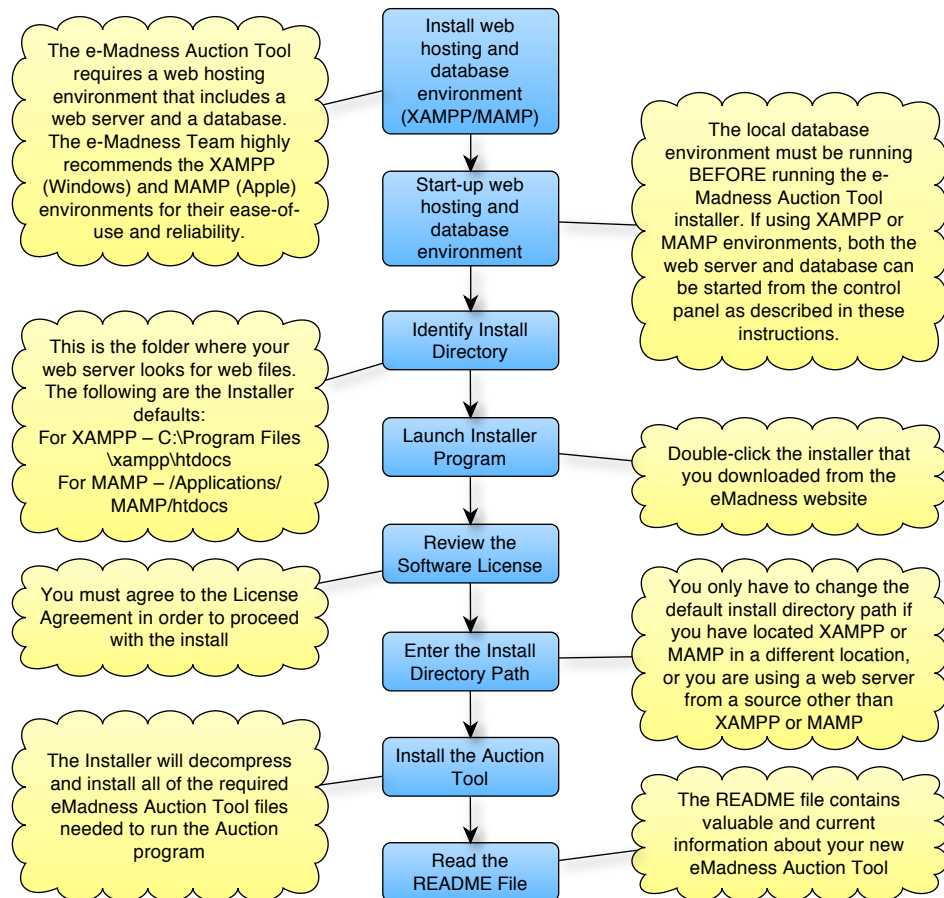 Install web
hosting and
database
environment
(XAMPP/MAMP)
The e-Madness Auction Tool
requires a web hosting
environment that includes a
web server and a database.
The e-Madness Team highly
recommends the XAMPP
(Windows) and MAMP (Apple)
environments for their ease-of-
use and reliability.
Start-up web
hosting and
database
environment
The local database
environment must be running
BEFORE running the e-
Madness Auction Tool
installer. If using XAMPP or
MAMP environments, both the
web server and database can
be started from the control
panel as described in these
instructions.
Identify Install
Directory
This is the folder where your
web server looks for web files.
The following are the Installer
defaults:
For XAMPP – C:\Program Files
\xampp\htdocs
For MAMP – /Applications/
MAMP/htdocs
Launch Installer
Program
Double-click the installer that
you downloaded from the
eMadness website
Review the
Software License
You must agree to the License
Agreement in order to proceed
with the install
Enter the Install
Directory Path
You only have to change the
default install directory path if
you have located XAMPP or
MAMP in a different location,
or you are using a web server
from a source other than
XAMPP or MAMP
Install the Auction
Tool
The Installer will decompress
and install all of the required
eMadness Auction Tool files
needed to run the Auction
program
Read the
README File
The README file contains
valuable and current
information about your new
eMadness Auction Tool